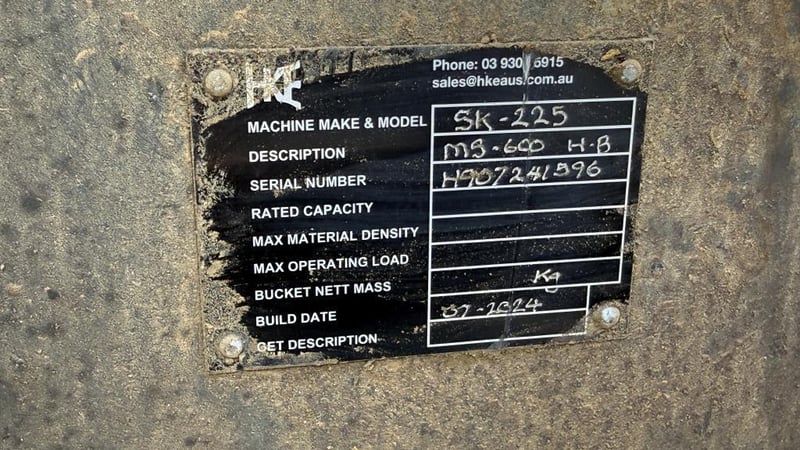 HKE
Phone: 03 930 5915
sales@hkeaus.com.au
MACHINE MAKE & MODEL SK-225
DESCRIPTION MS-600 H-B
SERIAL NUMBER H907241596
RATED CAPACITY
MAX MATERIAL DENSITY
MAX OPERATING LOAD
BUCKET NETT MASS Kg
BUILD DATE 07-2024
GET DESCRIPTION